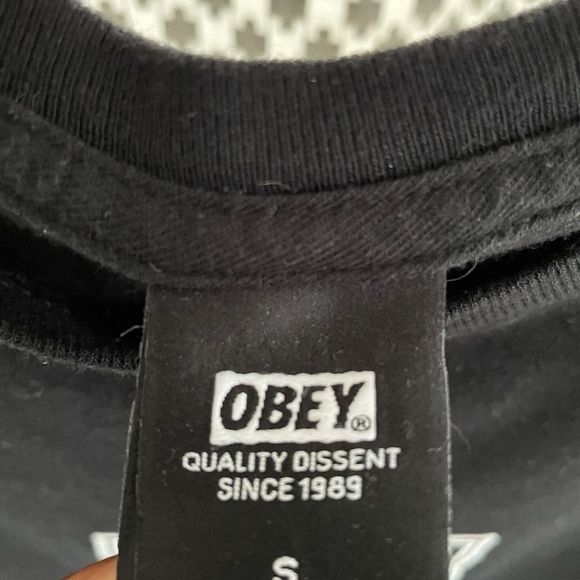 OBEY®
QUALITY DISSENT
SINCE 1989
S